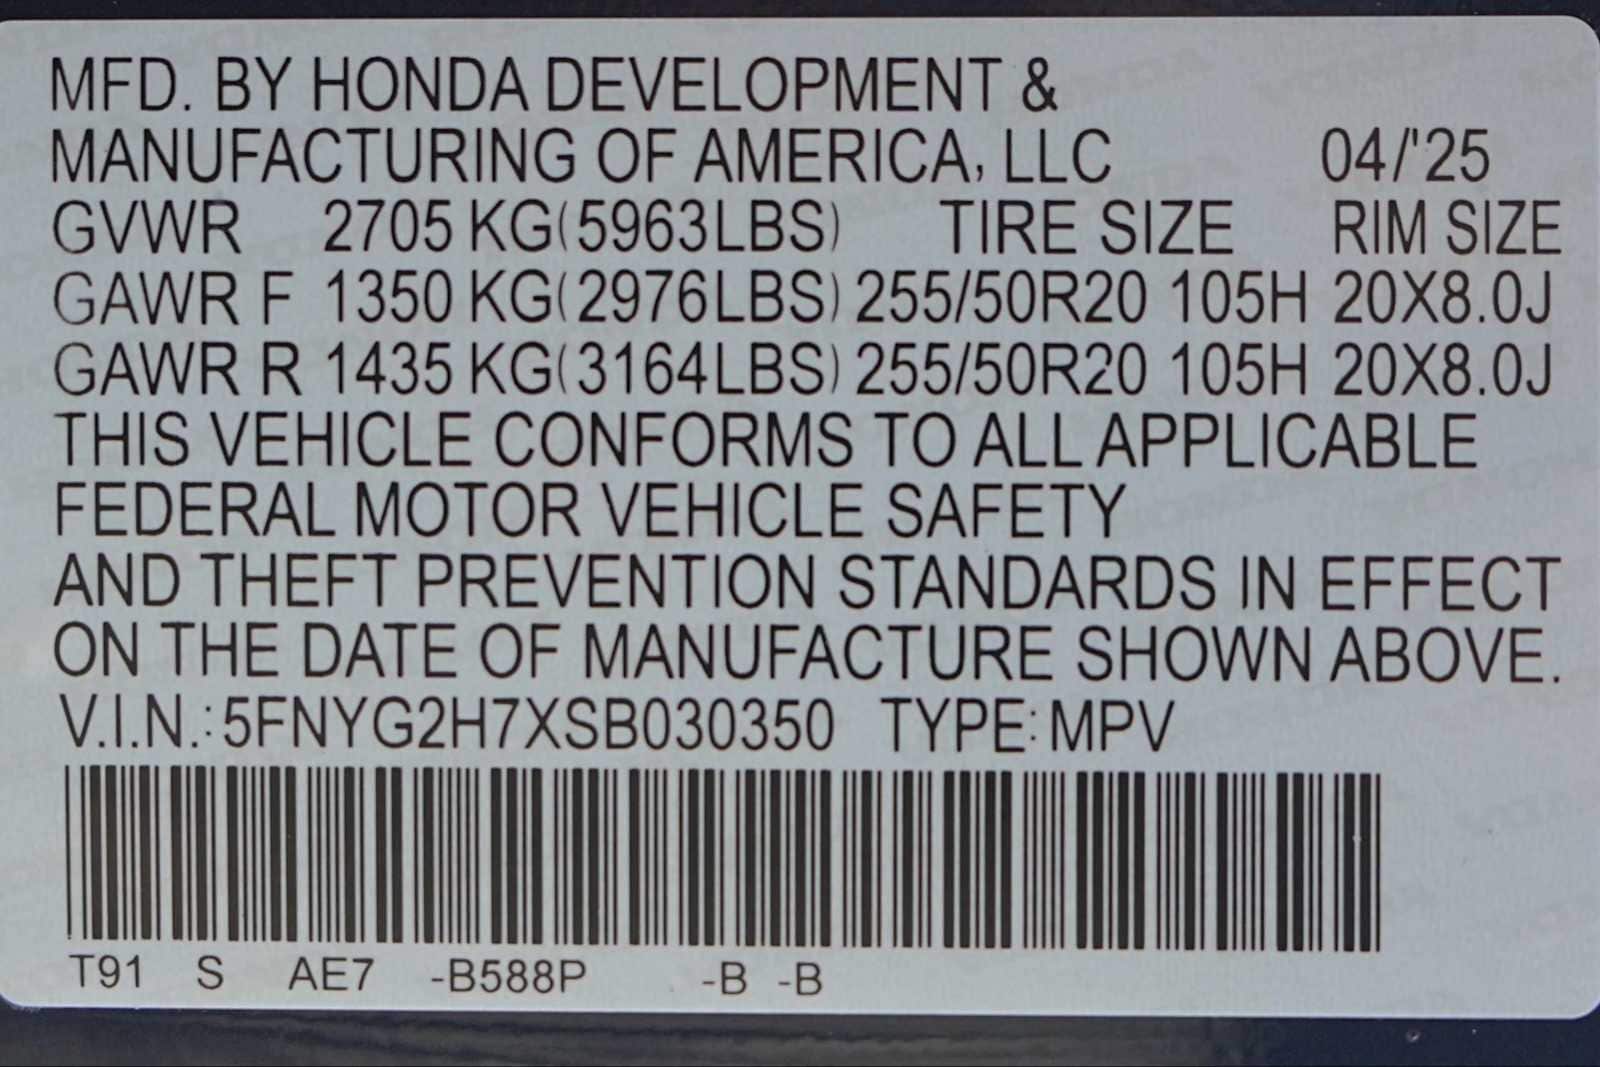 MFD. BY HONDA DEVELOPMENT &
MANUFACTURING OF AMERICA, LLC 04/'25
GVWR 2705 KG(5963LBS) TIRE SIZE RIM SIZE
GAWR F 1350 KG(2976LBS) 255/50R20 105H 20X8.0J
GAWR R 1435 KG(3164LBS) 255/50R20 105H 20X8.0J
THIS VEHICLE CONFORMS TO ALL APPLICABLE
FEDERAL MOTOR VEHICLE SAFETY
AND THEFT PREVENTION STANDARDS IN EFFECT
ON THE DATE OF MANUFACTURE SHOWN ABOVE.
V.I.N.: 5FNYG2H7XSB030350 TYPE: MPV
T91 S AE7 -B588P -B -B